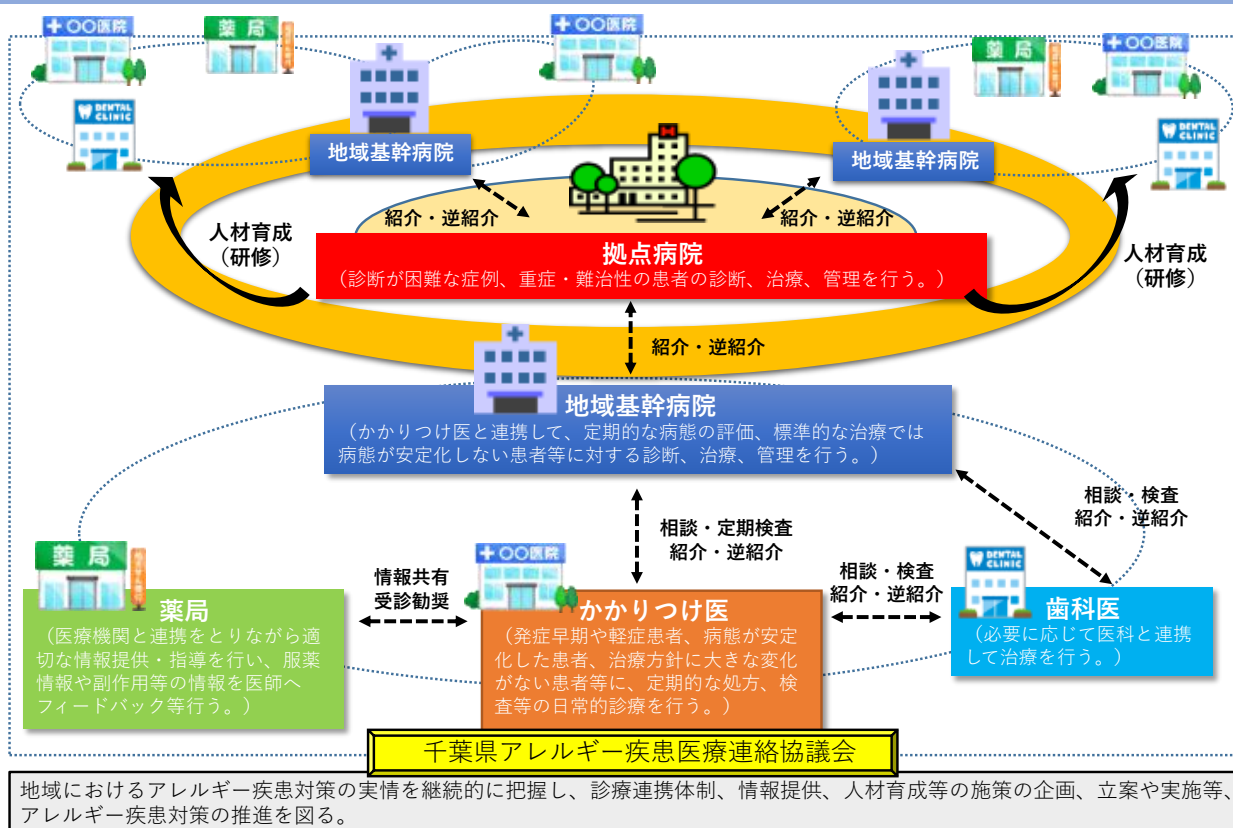 +〇〇医院
薬 局
+〇〇医院
薬 局
+〇〇医院
DENTAL
CLINIC
DENTAL
CLINIC
地域基幹病院
地域基幹病院
紹介・逆紹介
紹介・逆紹介
人材育成
(研修)
人材育成
(研修)
拠点病院
(診断が困難な症例、重症・難治性の患者の診断、治療、管理を行う。)
紹介・逆紹介
地域基幹病院
(かかりつけ医と連携して、定期的な病態の評価、標準的な治療では
病態が安定化しない患者等に対する診断、治療、管理を行う。)
相談・定期検査
紹介・逆紹介
相談・検査
紹介・逆紹介
薬 局
情報共有
受診勧奨
+〇〇医院
相談・検査
紹介・逆紹介
DENTAL
CLINIC
薬局
(医療機関と連携をとりながら適
切な情報提供・指導を行い、服薬
情報や副作用等の情報を医師へ
フィードバック等行う。)
かかりつけ医
(発症早期や軽症患者、病態が安定
化した患者、治療方針に大きな変化
がない患者等に、定期的な処方、検
査等の日常的診療を行う。)
歯科医
(必要に応じて医科と連携
して治療を行う。)
千葉県アレルギー疾患医療連絡協議会
地域におけるアレルギー疾患対策の実情を継続的に把握し、診療連携体制、情報提供、人材育成等の施策の企画、立案や実施等、
アレルギー疾患対策の推進を図る。